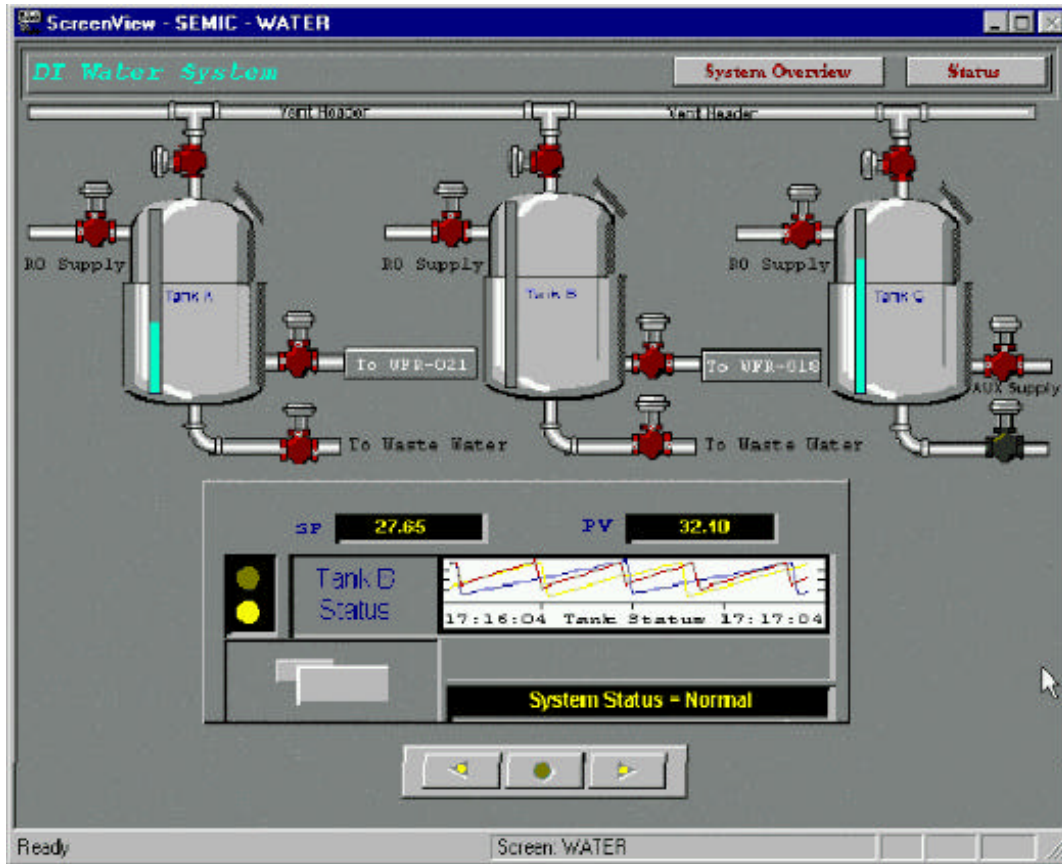 ScreenView - SEMIC - WATER
DI Water System
System Overview
Status
Vent Header
Vent Header
RO Supply
RO Supply
RO Supply
Tank A
Tank B
Tank C
To WFR-021
To WFR-018
AUX Supply
To Waste Water
To Waste Water
SP
27.65
PV
32.10
Tank D
Status
17:16:04 Tank Status 17:17:04
System Status = Normal
Ready
Screen: WATER